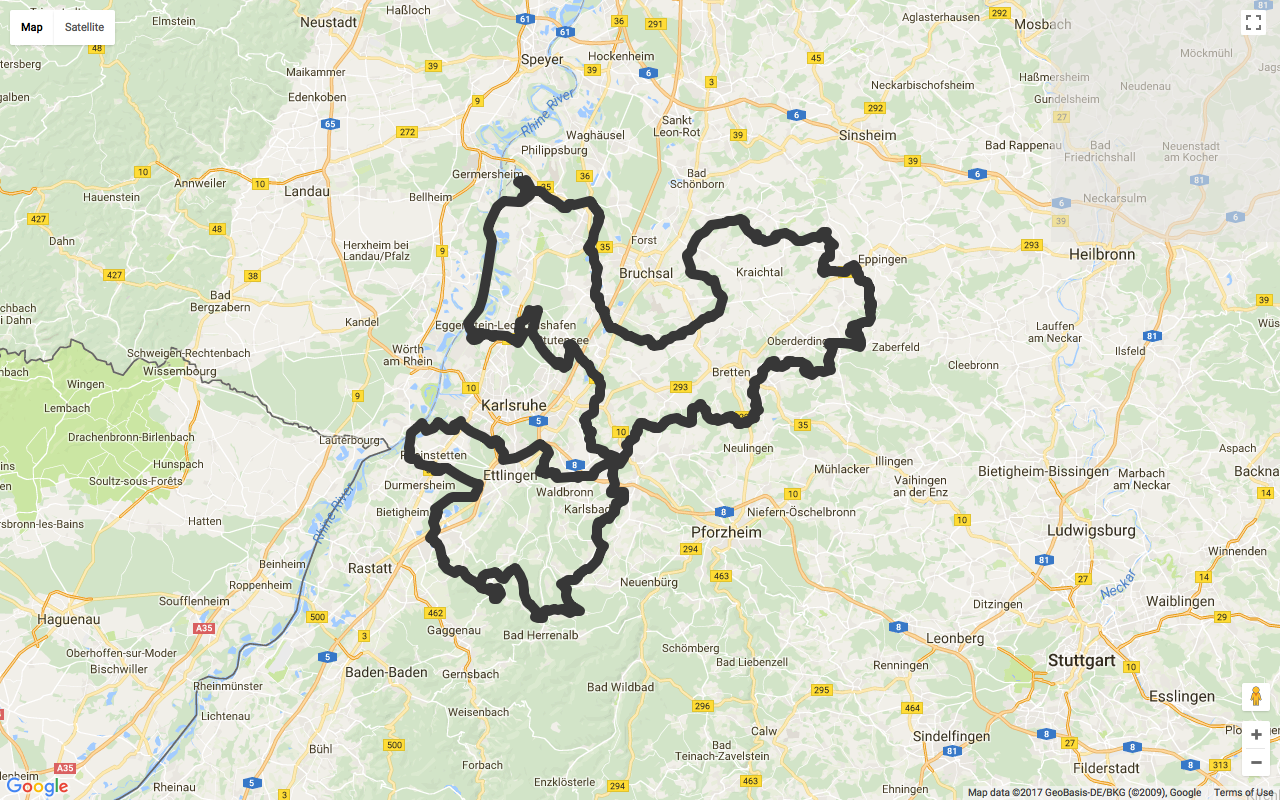 Map
Satellite
Elmstein
Neustadt
Haßloch
61
61
36
291
Aglasterhausen
292
Mosbach
81
Möckmühl
48
Maikammer
39
Speyer
Hockenheim
39
6
45
Haßmersheim
Gundelsheim
Neudenau
Edenkoben
9
3
Neckarbischofsheim
27
65
272
Rhine River
Waghäusel
Sankt
Leon-Rot
39
6
292
Sinsheim
Bad Rappenau
Bad
Friedrichshall
Neuenstadt
am Kocher
Philippsburg
39
10
Annweiler
10
Landau
Germersheim
35
36
Bad
Schönborn
6
81
Hauenstein
Bellheim
Neckarsulm
427
48
6
39
6
Dahn
Herxheim bei
Landau/Pfalz
9
35
Forst
293
Heilbronn
427
38
Bruchsal
Kraichtal
Eppingen
Bad
Bergzabern
Kandel
Lauffen
am Neckar
81
Ilsfeld
Schweigen-Rechtenbach
Wissembourg
Wörth
am Rhein
Oberderdingen
Zaberfeld
Cleebronn
Wingen
Lembach
9
10
293
Bretten
Karlsruhe
5
10
35
Drachenbronn-Birlenbach
Lauterbourg
Rheinstetten
Neulingen
Aspach
Hunspach
Soultz-sous-Forêts
Durmersheim
Ettlingen
8
Waldbronn
Mühlacker
Illingen
Vaihingen
an der Enz
Bietigheim-Bissingen
Marbach
am Neckar
14
Hatten
Rhine River
Bietigheim
8
10
Niefern-Öschelbronn
10
Pforzheim
Ludwigsburg
294
81
Winnenden
Beinheim
Roppenheim
Rastatt
Neuenbürg
463
27
14
Neckar
Soufflenheim
500
462
Gaggenau
Ditzingen
Waiblingen
29
Haguenau
A35
3
Bad Herrenalb
8
Leonberg
Oberhoffen-sur-Moder
Bischwiller
5
Baden-Baden
Gernsbach
Schömberg
Bad Liebenzell
Renningen
Stuttgart
10
Rheinmünster
Bad Wildbad
295
Esslingen
Lichtenau
Weisenbach
296
464
Bühl
500
Calw
Sindelfingen
81
8
27
8
Bad
Teinach-Zavelstein
Forbach
A35
5
3
Rheinau
Enzklösterle
294
463
Ehningen
Filderstadt
8
313
Google
Map data ©2017 GeoBasis-DE/BKG (©2009), Google
Terms of Use